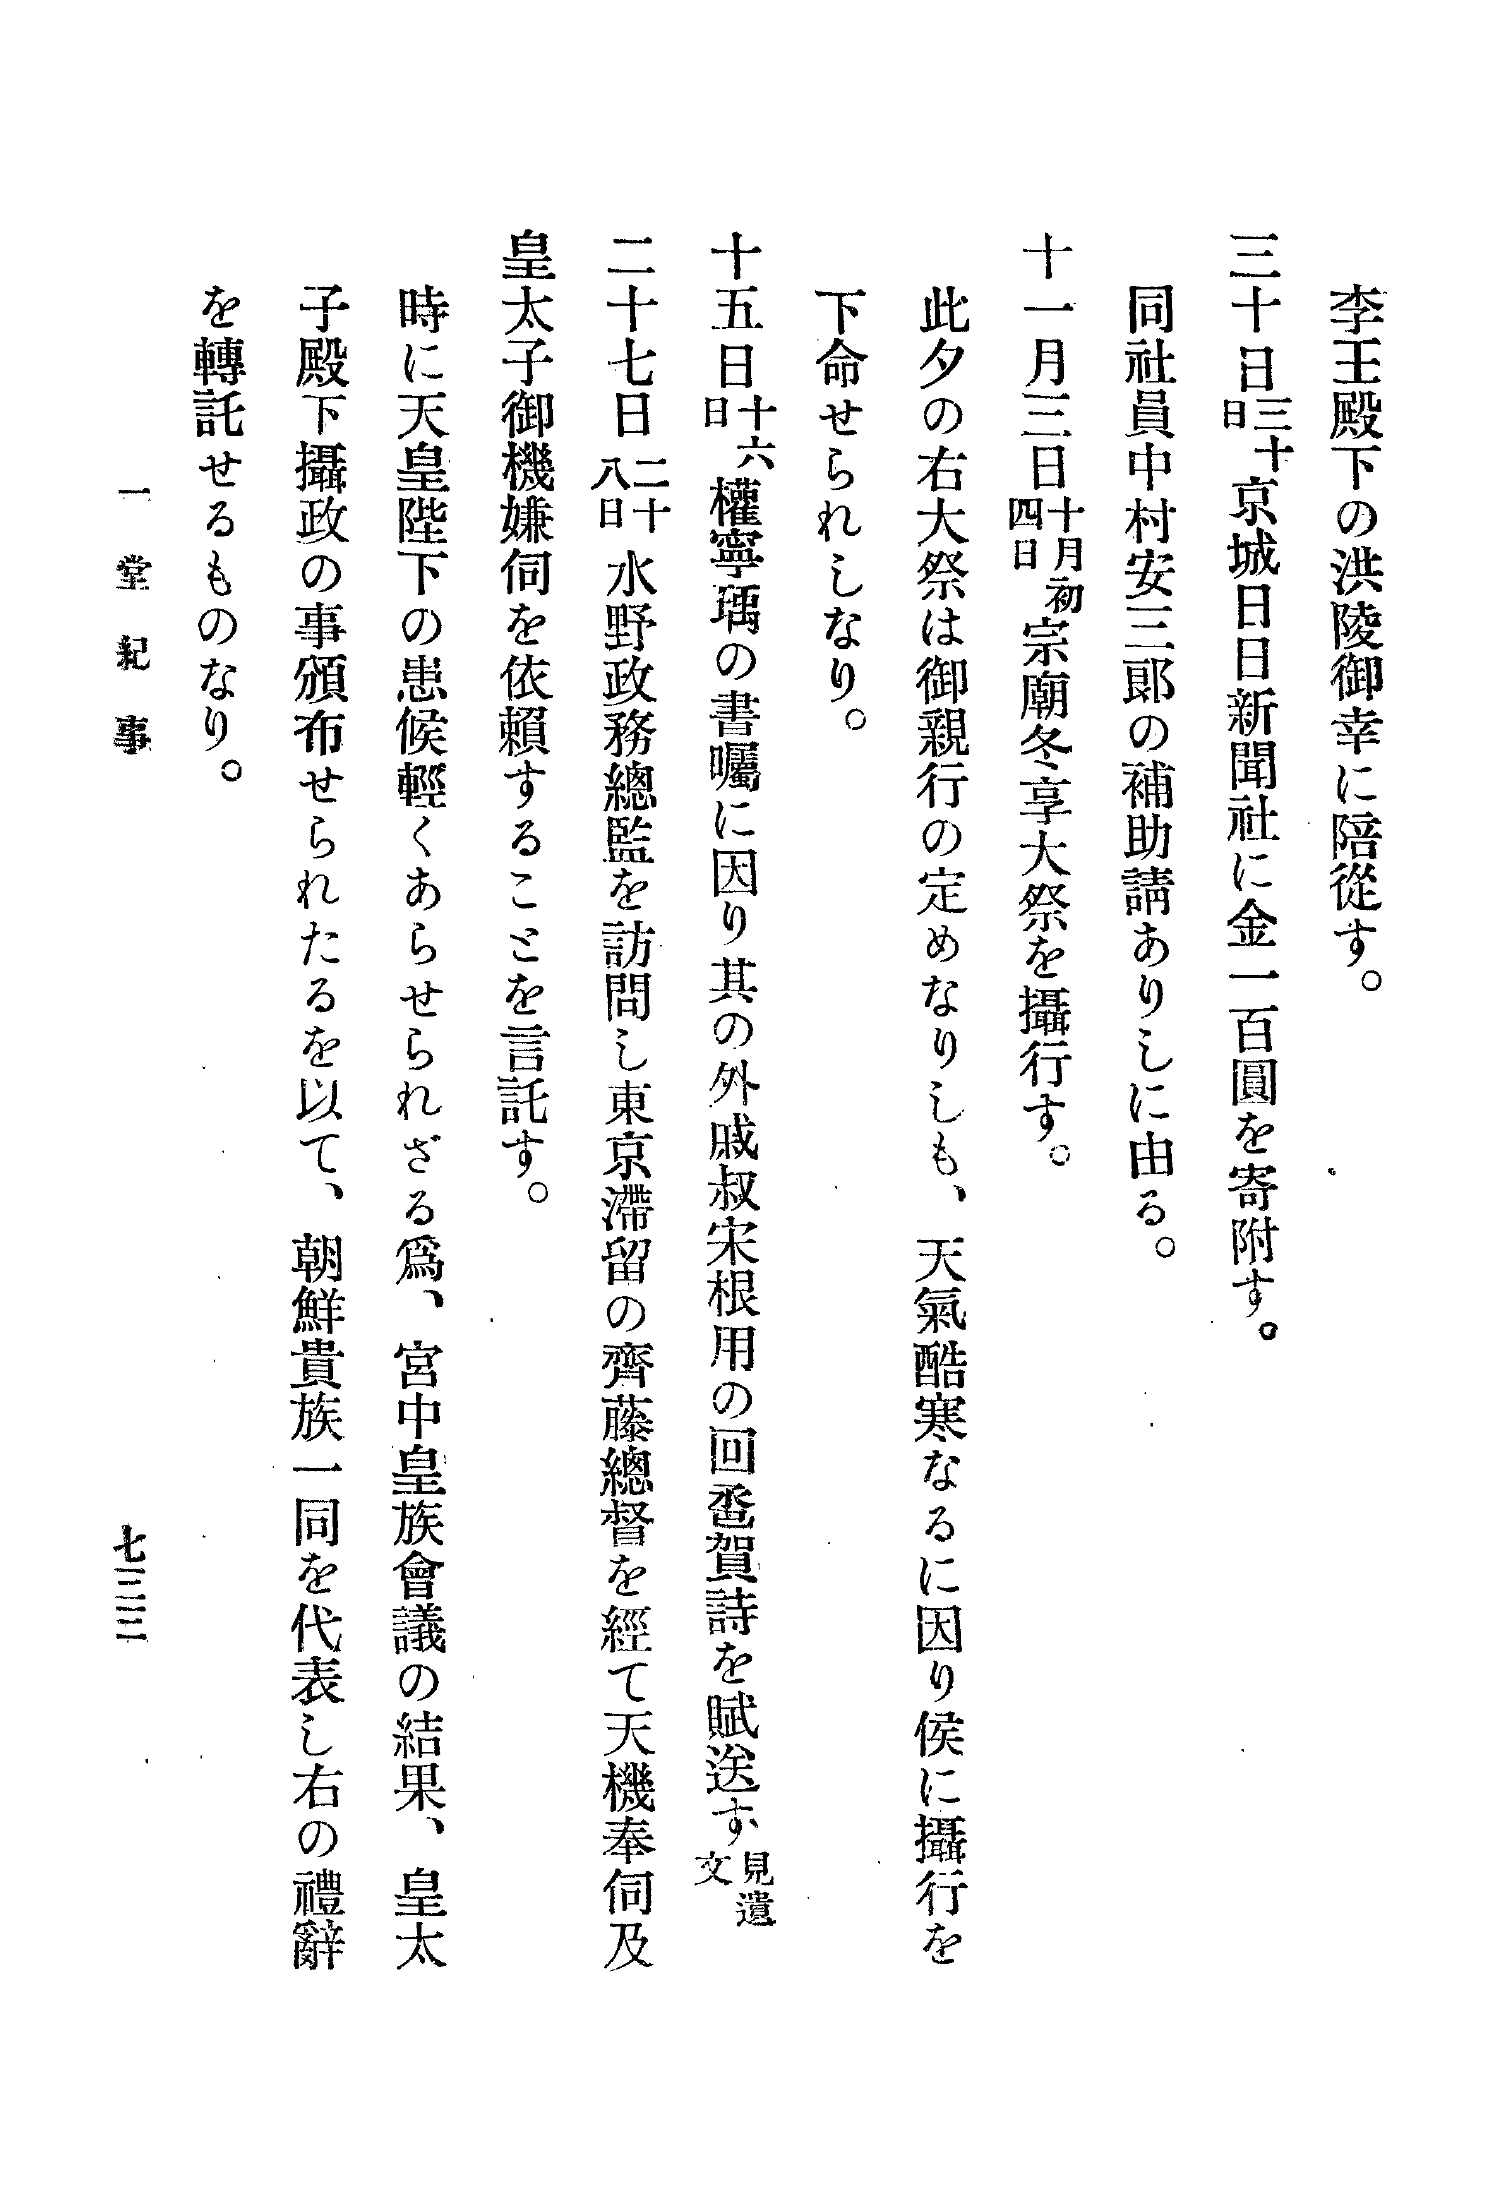 李王殿下の洪陵御幸に陪從す。
三十日三十日京城日日新聞社に金一百圓を寄附す。
同社員中村安三郞の補助請ありしに由る。
十一月三日十月初四日宗廟冬享大祭を攝行す。
此夕の右大祭は御親行の定めなりしも、天氣酷寒なるに因り侯に攝行を
下命せられしなり。
十五日十六日權寧瑀の書囑に因り其の外戚叔宋根用の回卺賀詩を賦送す、見遺文
二十七日二十八日水野政務總監を訪問し東京滯留の齊藤總督を經て天機奉伺及
皇太子御機嫌伺を依賴することを言託す。
時に天皇陛下の患候輕くあらせられざる爲、宮中皇族會議の結果、皇太
子殿下攝政の事頒布せられたるを以て、朝鮮貴族一同を代表し右の禮辭
を轉託せるものなり。
一堂紀事
七三三